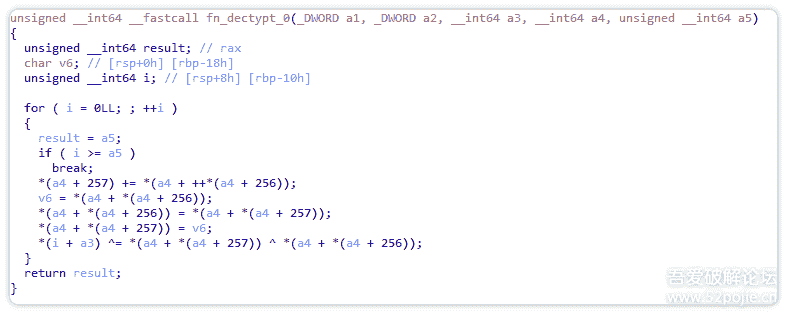 unsigned __int64 __fastcall fn_dectypt_0(_DWORD a1, _DWORD a2, __int64 a3, __int64 a4, unsigned __int64 a5)
{
  unsigned __int64 result; // rax
  char v6; // [rsp+0h] [rbp-18h]
  unsigned __int64 i; // [rsp+8h] [rbp-10h]

  for ( i = 0LL; ; ++i )
  {
    result = a5;
    if ( i >= a5 )
      break;
    *(a4 + 257) += *(a4 + ++*(a4 + 256));
    v6 = *(a4 + *(a4 + 256));
    *(a4 + *(a4 + 256)) = *(a4 + *(a4 + 257));
    *(a4 + *(a4 + 257)) = v6;
    *(i + a3) ^= *(a4 + *(a4 + 257)) ^ *(a4 + *(a4 + 256));
  }
  return result;
}
吾爱破解论坛
www.52pojie.cn